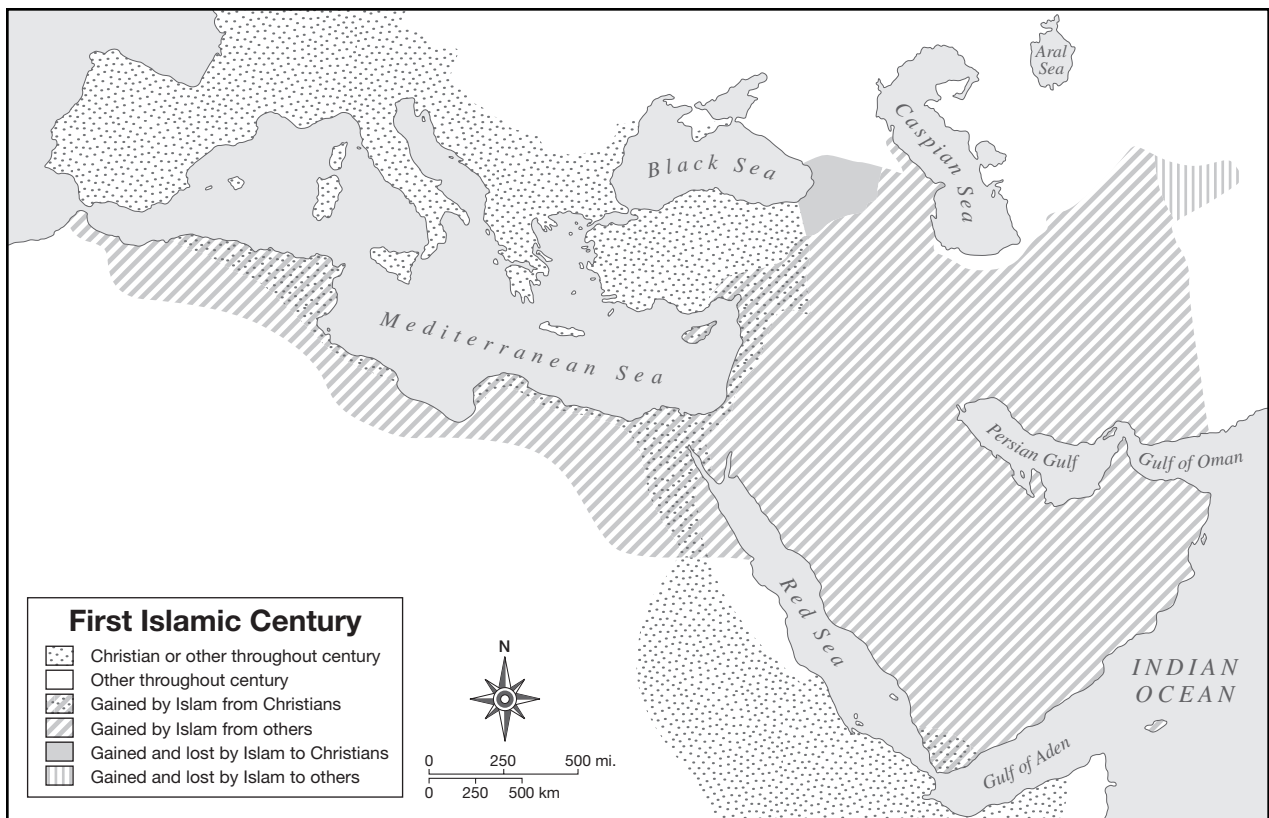 Aral
Sea
Caspian Sea
Black Sea
Mediterranean Sea
Persian Gulf
Gulf of Oman
Red Sea
INDIAN
OCEAN
Gulf of Aden
First Islamic Century
Christian or other throughout century
Other throughout century
Gained by Islam from Christians
Gained by Islam from others
Gained and lost by Islam to Christians
Gained and lost by Islam to others
N
0 250 500 mi.
0 250 500 km